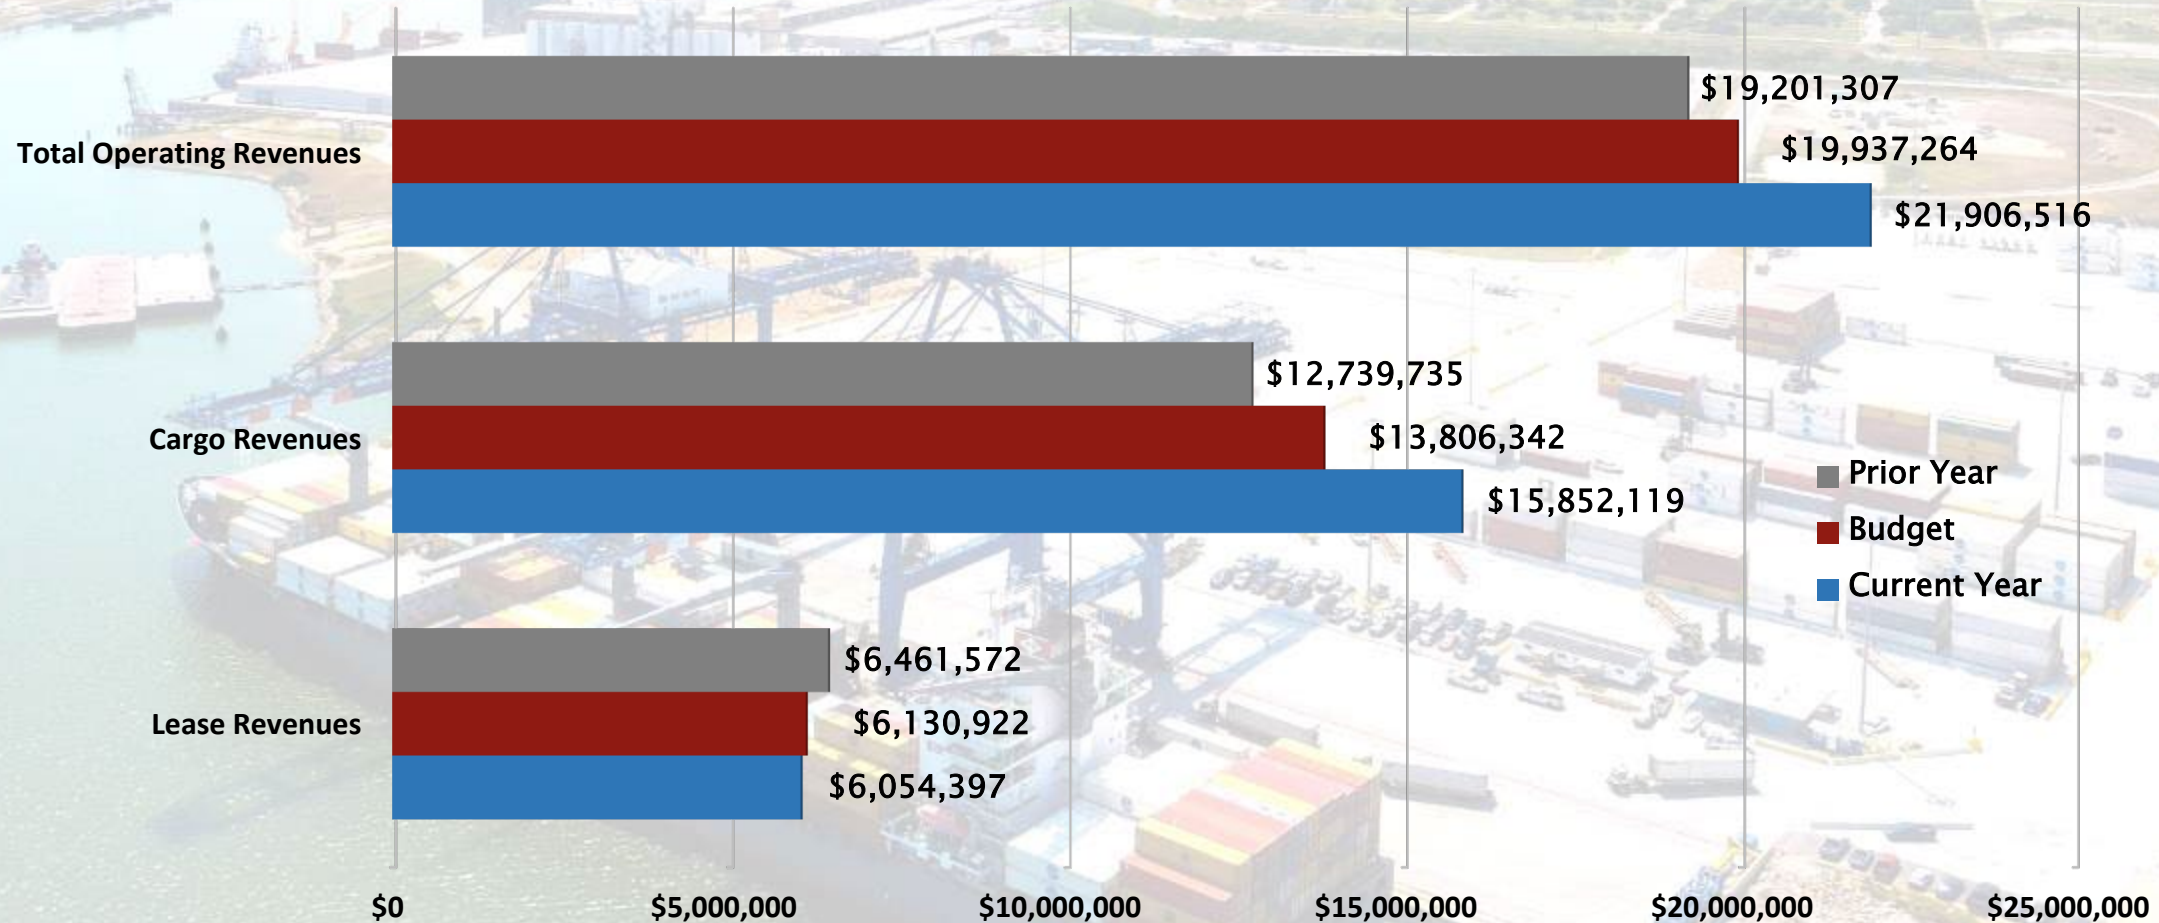 $19,201,307
Total Operating Revenues
$19,937,264
$21,906,516
$12,739,735
Cargo Revenues
$13,806,342
$15,852,119
Prior Year
Budget
Current Year
$6,461,572
Lease Revenues
$6,130,922
$6,054,397
$0 $5,000,000 $10,000,000 $15,000,000 $20,000,000 $25,000,000